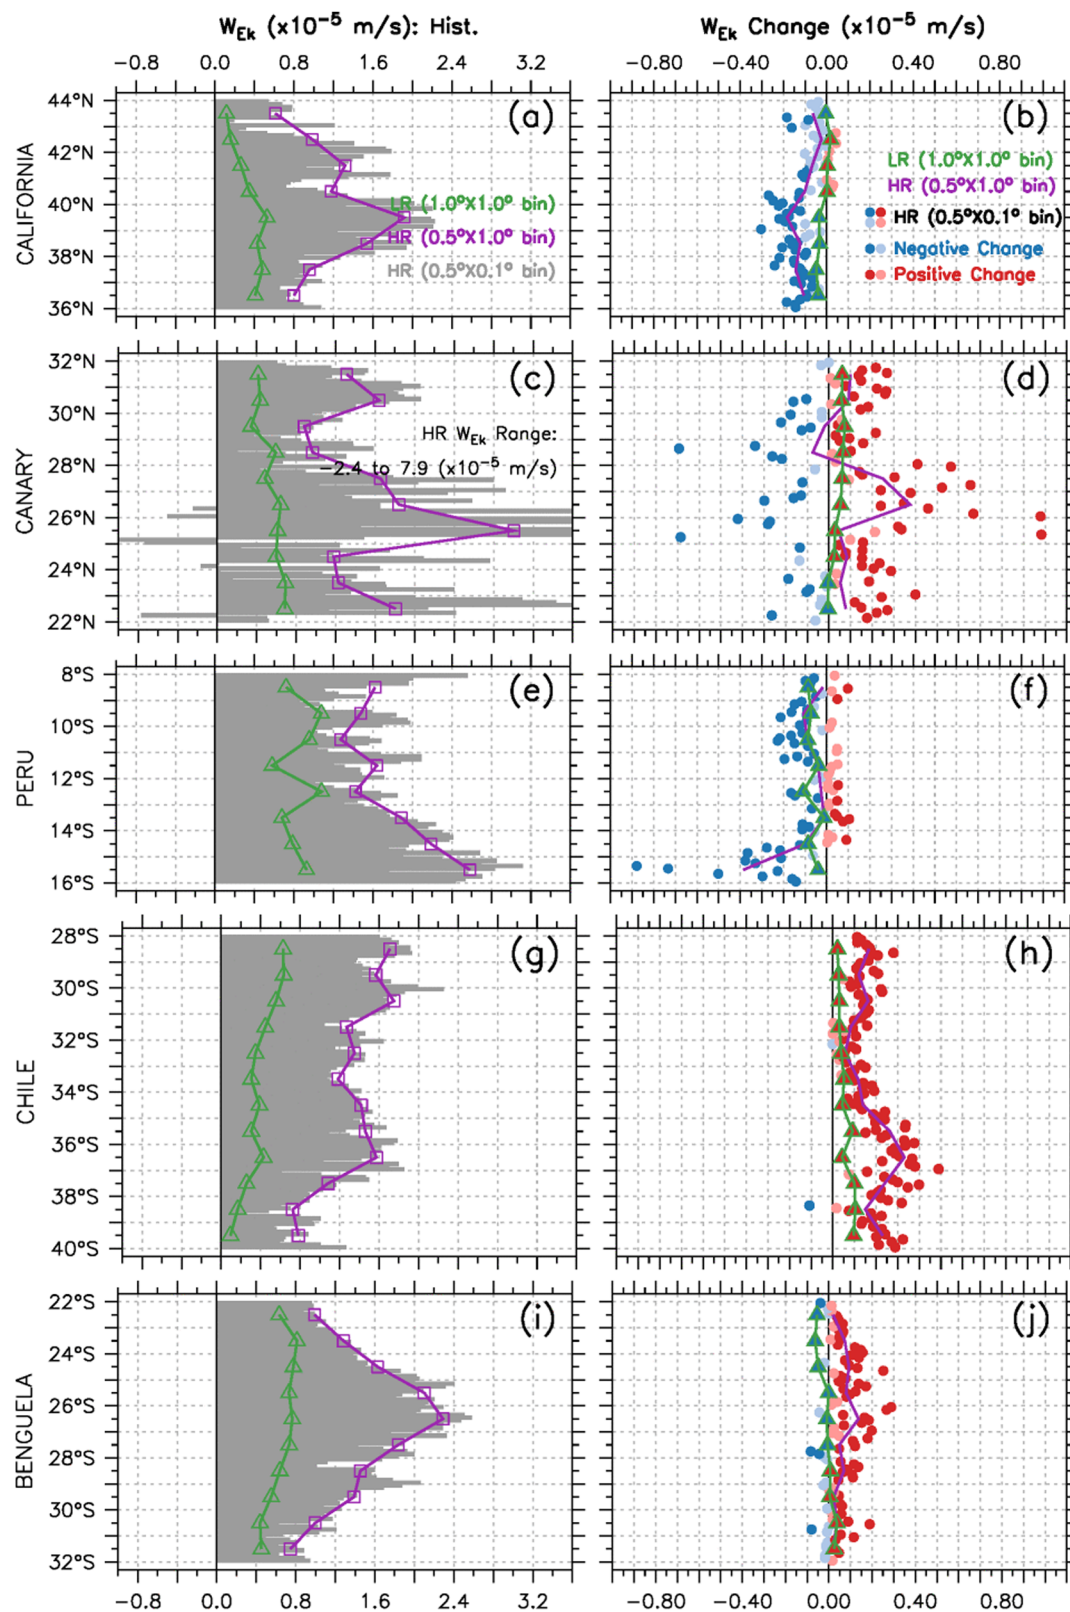 W_Ek (x10⁻⁵ m/s): Hist.
W_Ek Change (x10⁻⁵ m/s)
−0.8 0.0 0.8 1.6 2.4 3.2
−0.80 −0.40 0.00 0.40 0.80
CALIFORNIA
44°N
42°N
40°N
38°N
36°N
(a)
LR (1.0°X1.0° bin)
HR (0.5°X1.0° bin)
HR (0.5°X0.1° bin)
(b)
LR (1.0°X1.0° bin)
HR (0.5°X1.0° bin)
HR (0.5°X0.1° bin)
Negative Change
Positive Change
CANARY
32°N
30°N
28°N
26°N
24°N
22°N
(c)
HR W_Ek Range:
−2.4 to 7.9 (x10⁻⁵ m/s)
(d)
PERU
8°S
10°S
12°S
14°S
16°S
(e)
(f)
CHILE
28°S
30°S
32°S
34°S
36°S
38°S
40°S
(g)
(h)
BENGUELA
22°S
24°S
26°S
28°S
30°S
32°S
(i)
(j)
−0.8 0.0 0.8 1.6 2.4 3.2
−0.80 −0.40 0.00 0.40 0.80